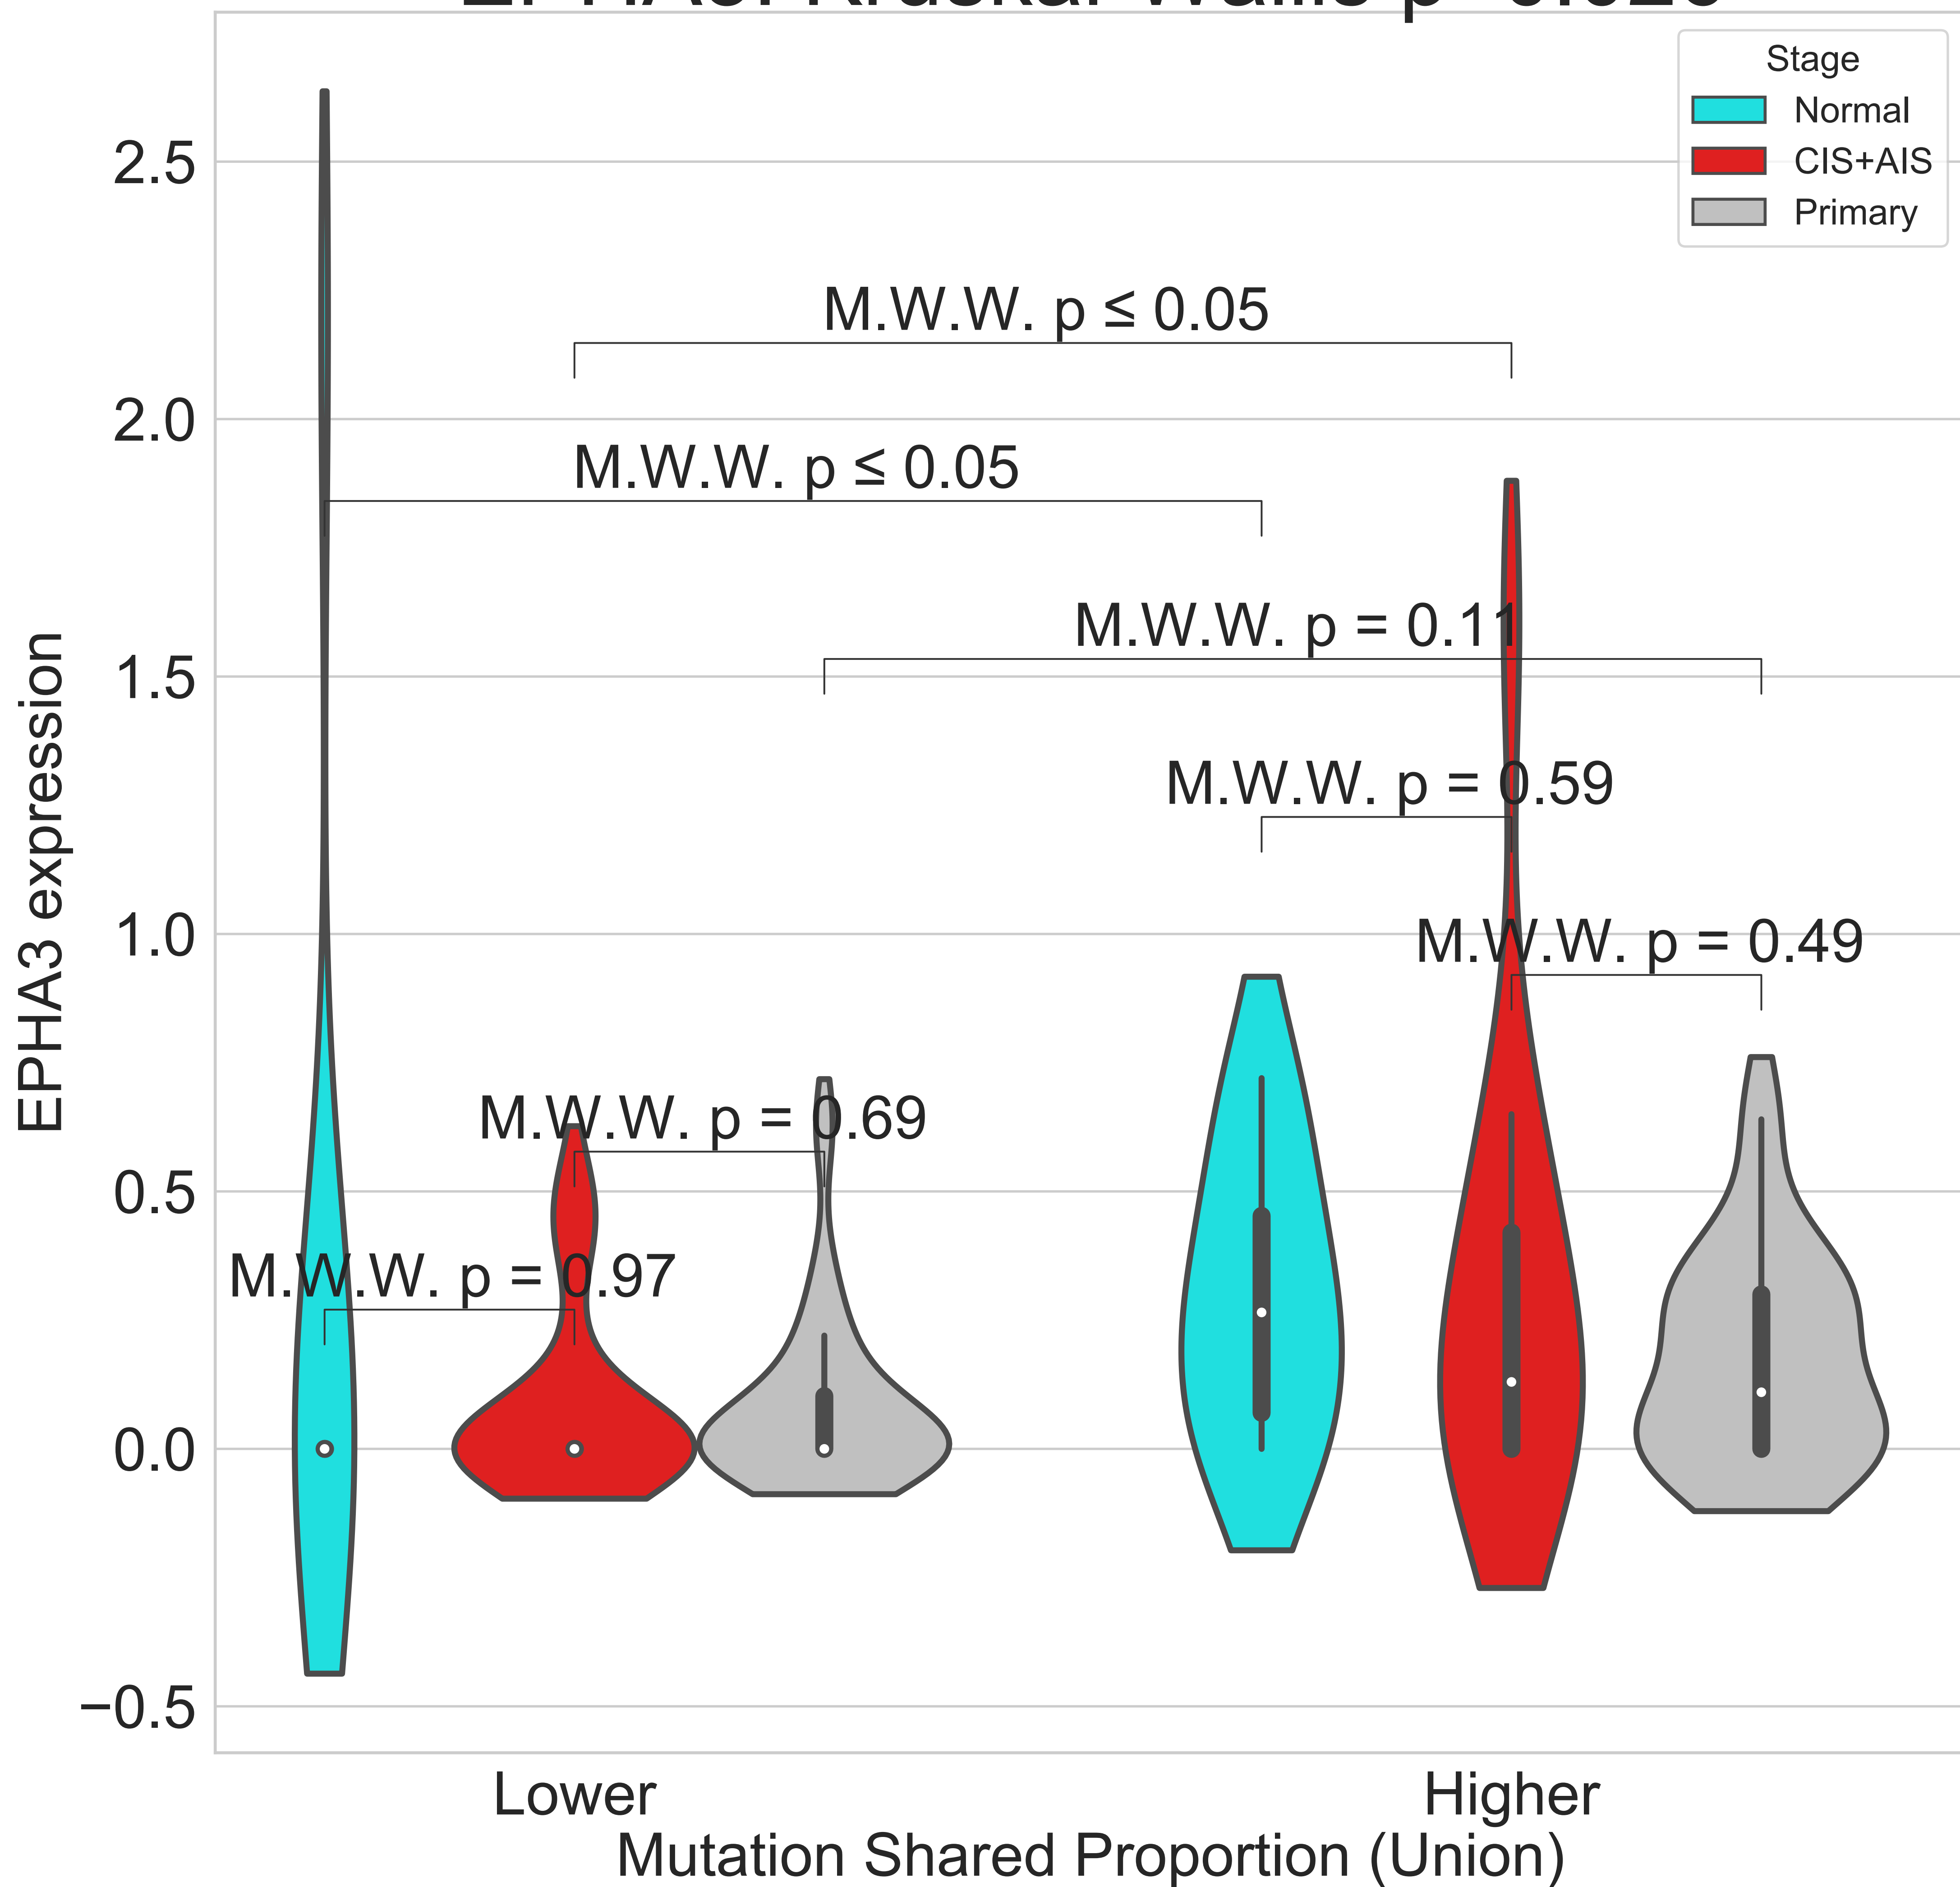 Stage
Normal
CIS+AIS
Primary
2.5
2.0
1.5
1.0
0.5
0.0
−0.5
EPHA3 expression
M.W.W. p ≤ 0.05
M.W.W. p ≤ 0.05
M.W.W. p = 0.11
M.W.W. p = 0.59
M.W.W. p = 0.49
M.W.W. p = 0.69
M.W.W. p = 0.97
Lower
Higher
Mutation Shared Proportion (Union)